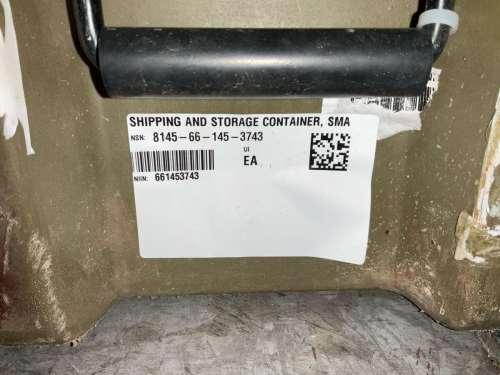 SHIPPING AND STORAGE CONTAINER, SMA
NSN: 8145-66-145-3743
UI
EA
NIIN: 661453743